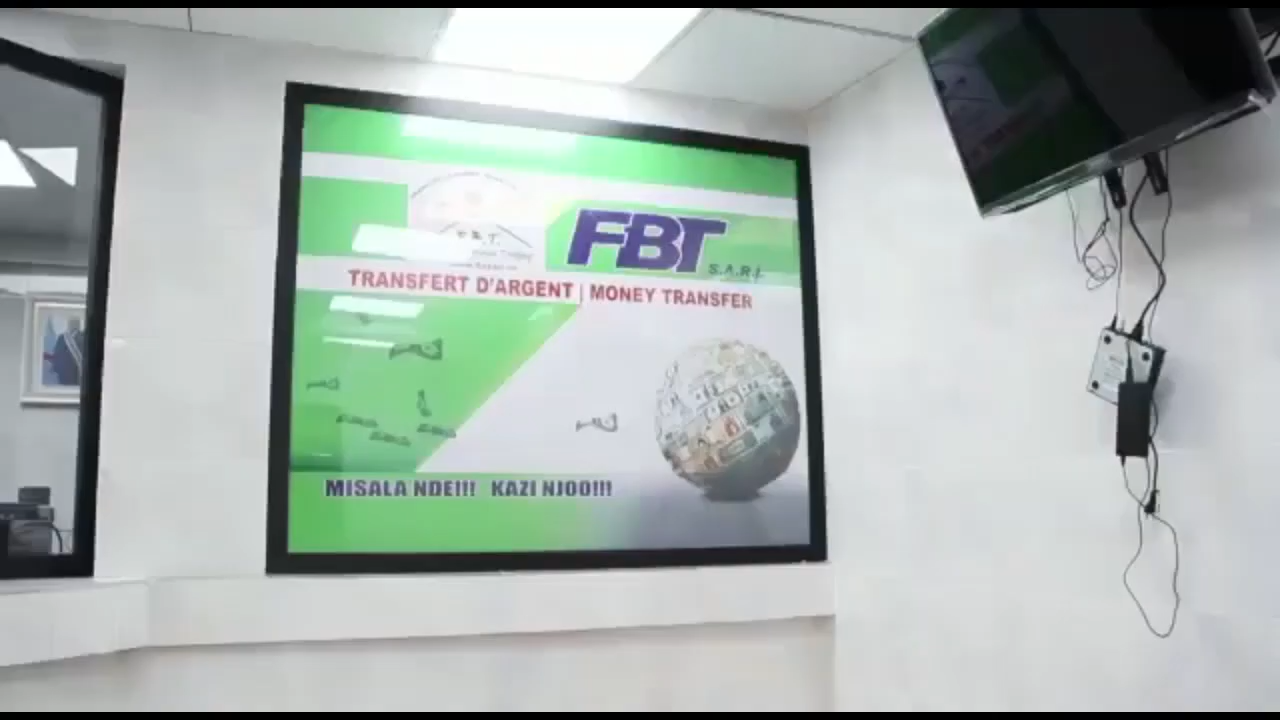 FBT
S.A.R.L
TRANSFERT D'ARGENT | MONEY TRANSFER
MISALA NDE!!! KAZI NJOO!!!